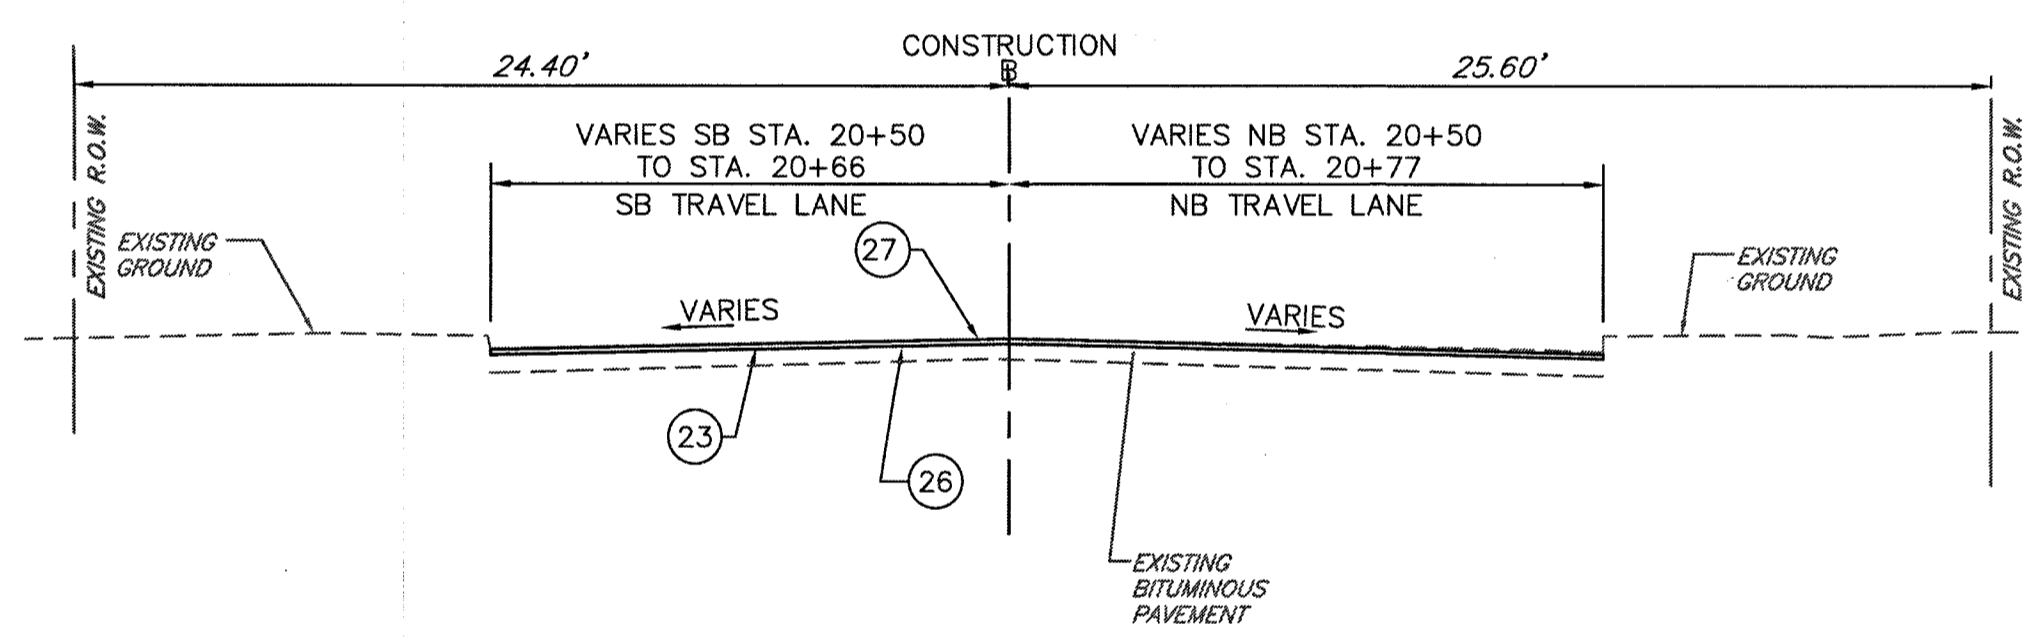 CONSTRUCTION
B
24.40'
25.60'
VARIES SB STA. 20+50
TO STA. 20+66
SB TRAVEL LANE
VARIES NB STA. 20+50
TO STA. 20+77
NB TRAVEL LANE
EXISTING R.O.W.
EXISTING
GROUND
27
VARIES
VARIES
EXISTING
GROUND
EXISTING R.O.W.
23
26
EXISTING
BITUMINOUS
PAVEMENT